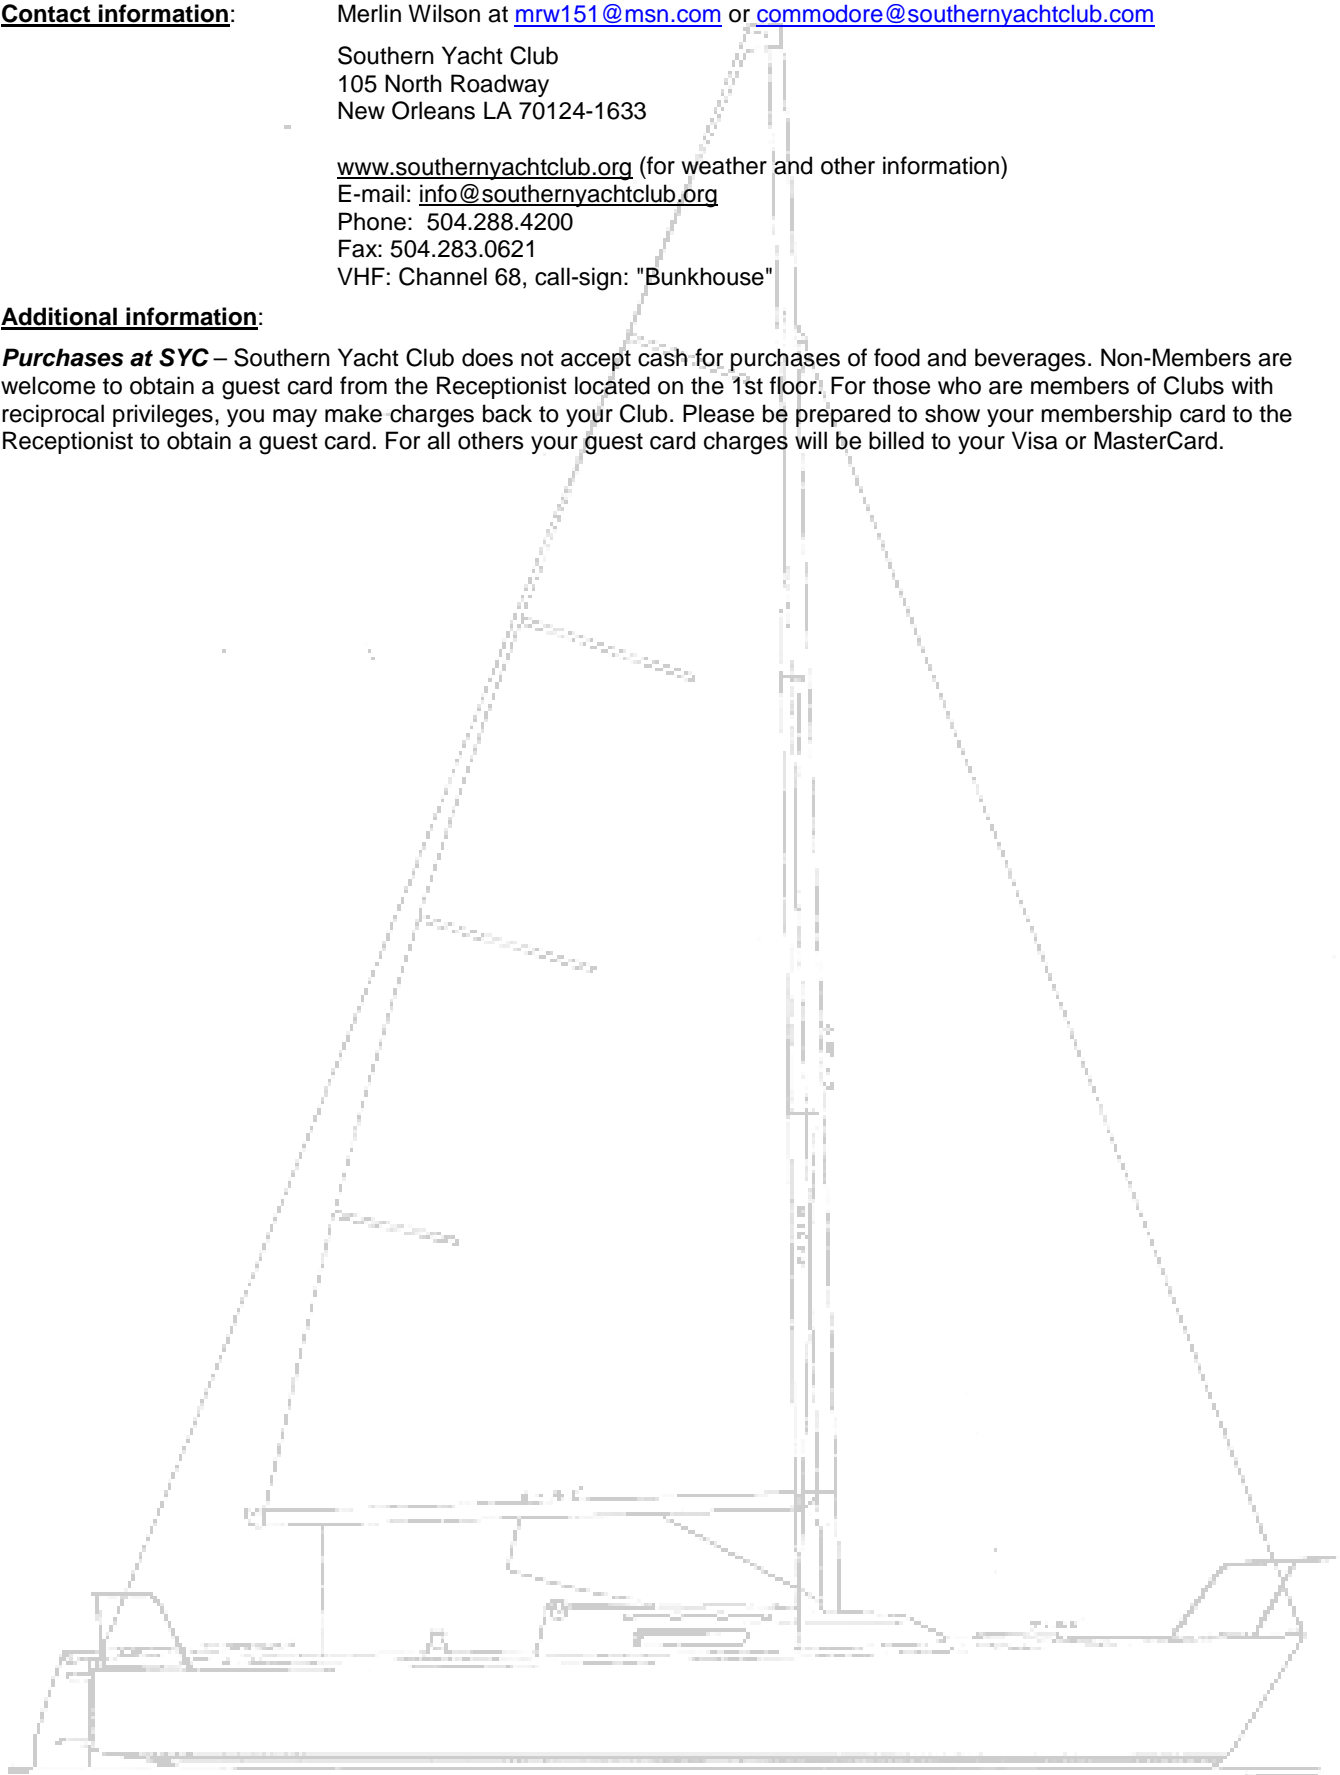 Contact information: Merlin Wilson at mrw151@msn.com or commodore@southernyachtclub.com
Southern Yacht Club
105 North Roadway
New Orleans LA 70124-1633
www.southernyachtclub.org (for weather and other information)
E-mail: info@southernyachtclub.org
Phone:  504.288.4200
Fax: 504.283.0621
VHF: Channel 68, call-sign: "Bunkhouse"
Additional information:
Purchases at SYC – Southern Yacht Club does not accept cash for purchases of food and beverages. Non-Members are
welcome to obtain a guest card from the Receptionist located on the 1st floor. For those who are members of Clubs with
reciprocal privileges, you may make charges back to your Club. Please be prepared to show your membership card to the
Receptionist to obtain a guest card. For all others your guest card charges will be billed to your Visa or MasterCard.